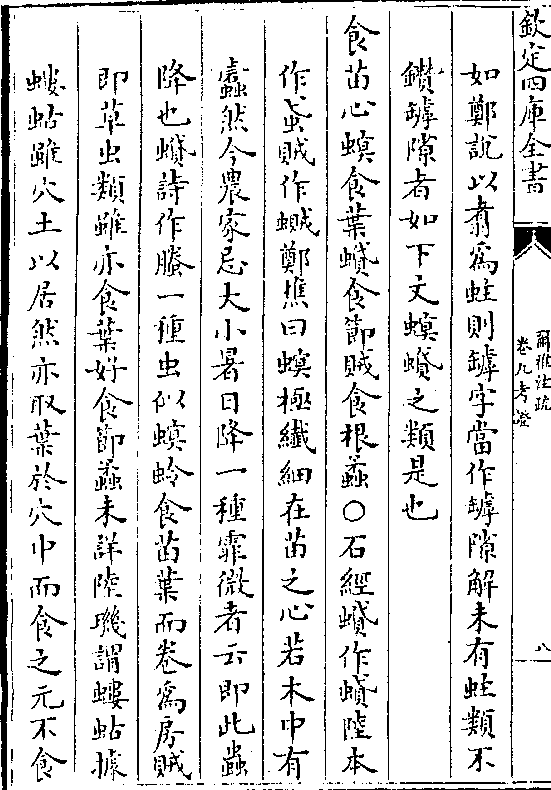 欽定四庫全書
爾雅注疏
卷九考證
八
如鄭說以翥為蛀則罅字當作罅隙解未有蛀類不
鑚罅隙者如下文螟蟘之類是也
食苗心螟食葉蟘食節賊食根蟊○石經蟘作蟘陸本
作䖣賊作蠈鄭樵曰螟極纖細在苗之心若木中有
蠧然今農家忌大小暑日降一種霏微者云即此蟲
降也蟘詩作螣一種虫似螟蛉食苗葉而卷為房賊
即草虫類雖亦食葉好食節蟊未詳陸璣謂螻蛄據
螻蛄雖穴土以居然亦取葉於穴中而食之元不食